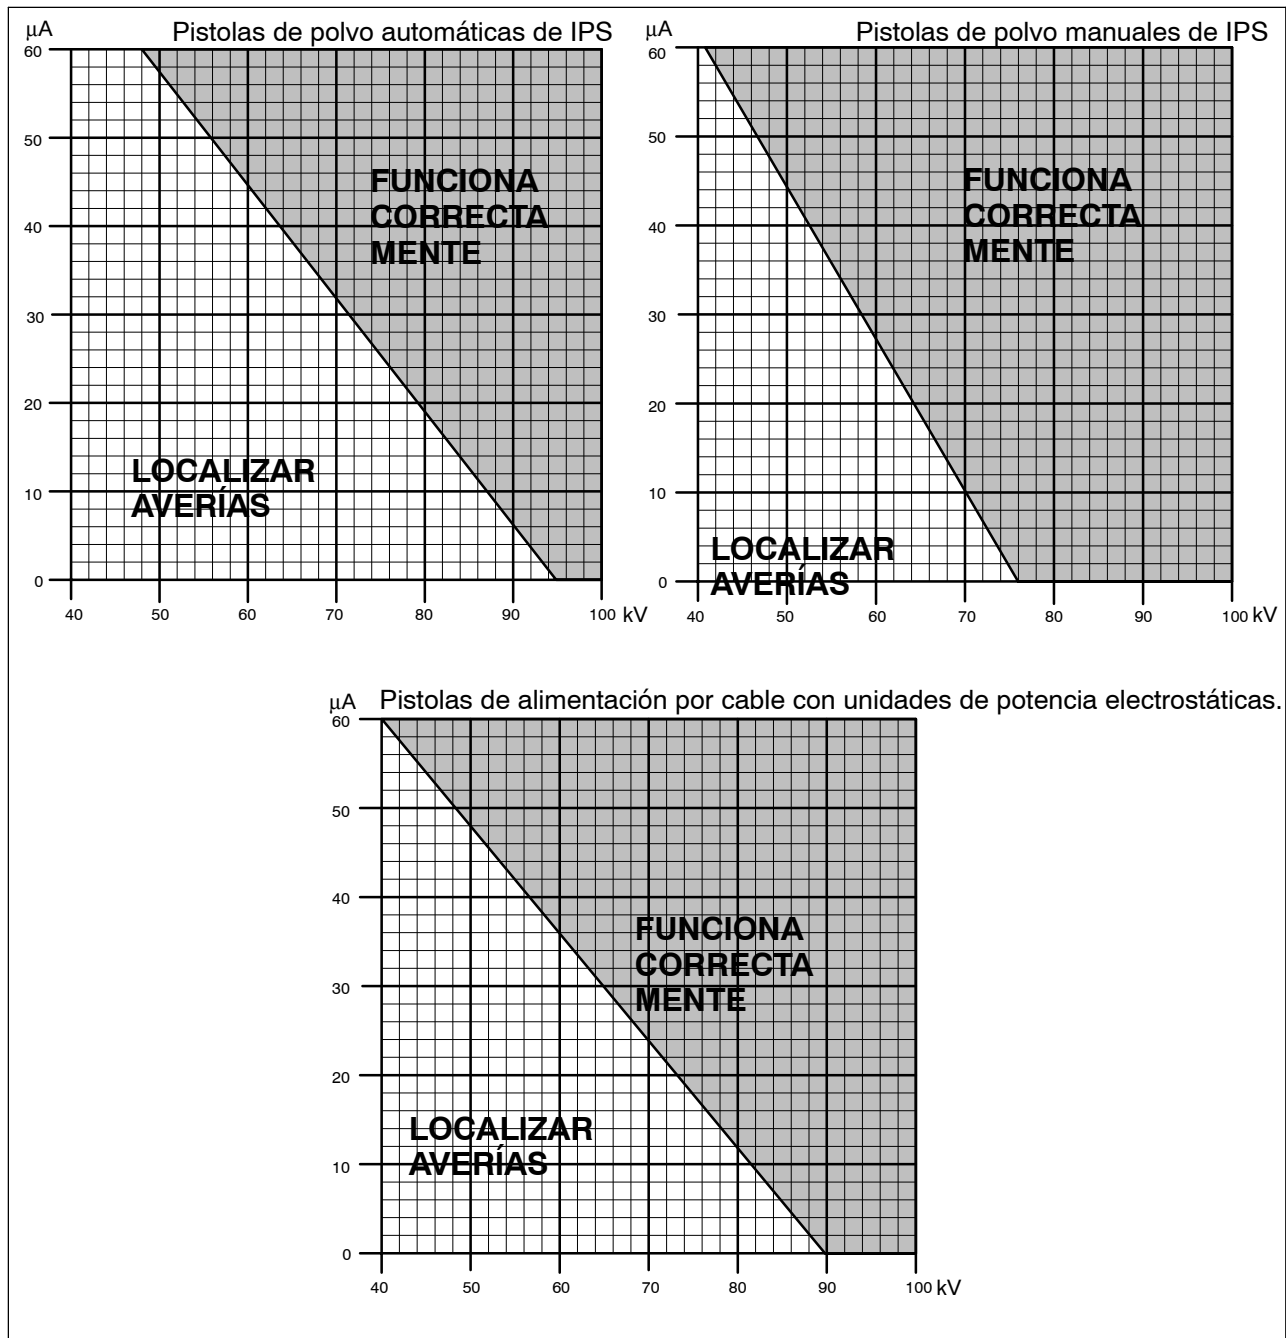 μA Pistolas de polvo automáticas de IPS
60
50
40
30
20
10
0
FUNCIONA
CORRECTA
MENTE
LOCALIZAR
AVERÍAS
40 50 60 70 80 90 100 kV
μA Pistolas de polvo manuales de IPS
60
50
40
30
20
10
0
FUNCIONA
CORRECTA
MENTE
LOCALIZAR
AVERÍAS
40 50 60 70 80 90 100 kV
μA Pistolas de alimentación por cable con unidades de potencia electrostáticas.
60
50
40
30
20
10
0
FUNCIONA
CORRECTA
MENTE
LOCALIZAR
AVERÍAS
40 50 60 70 80 90 100 kV